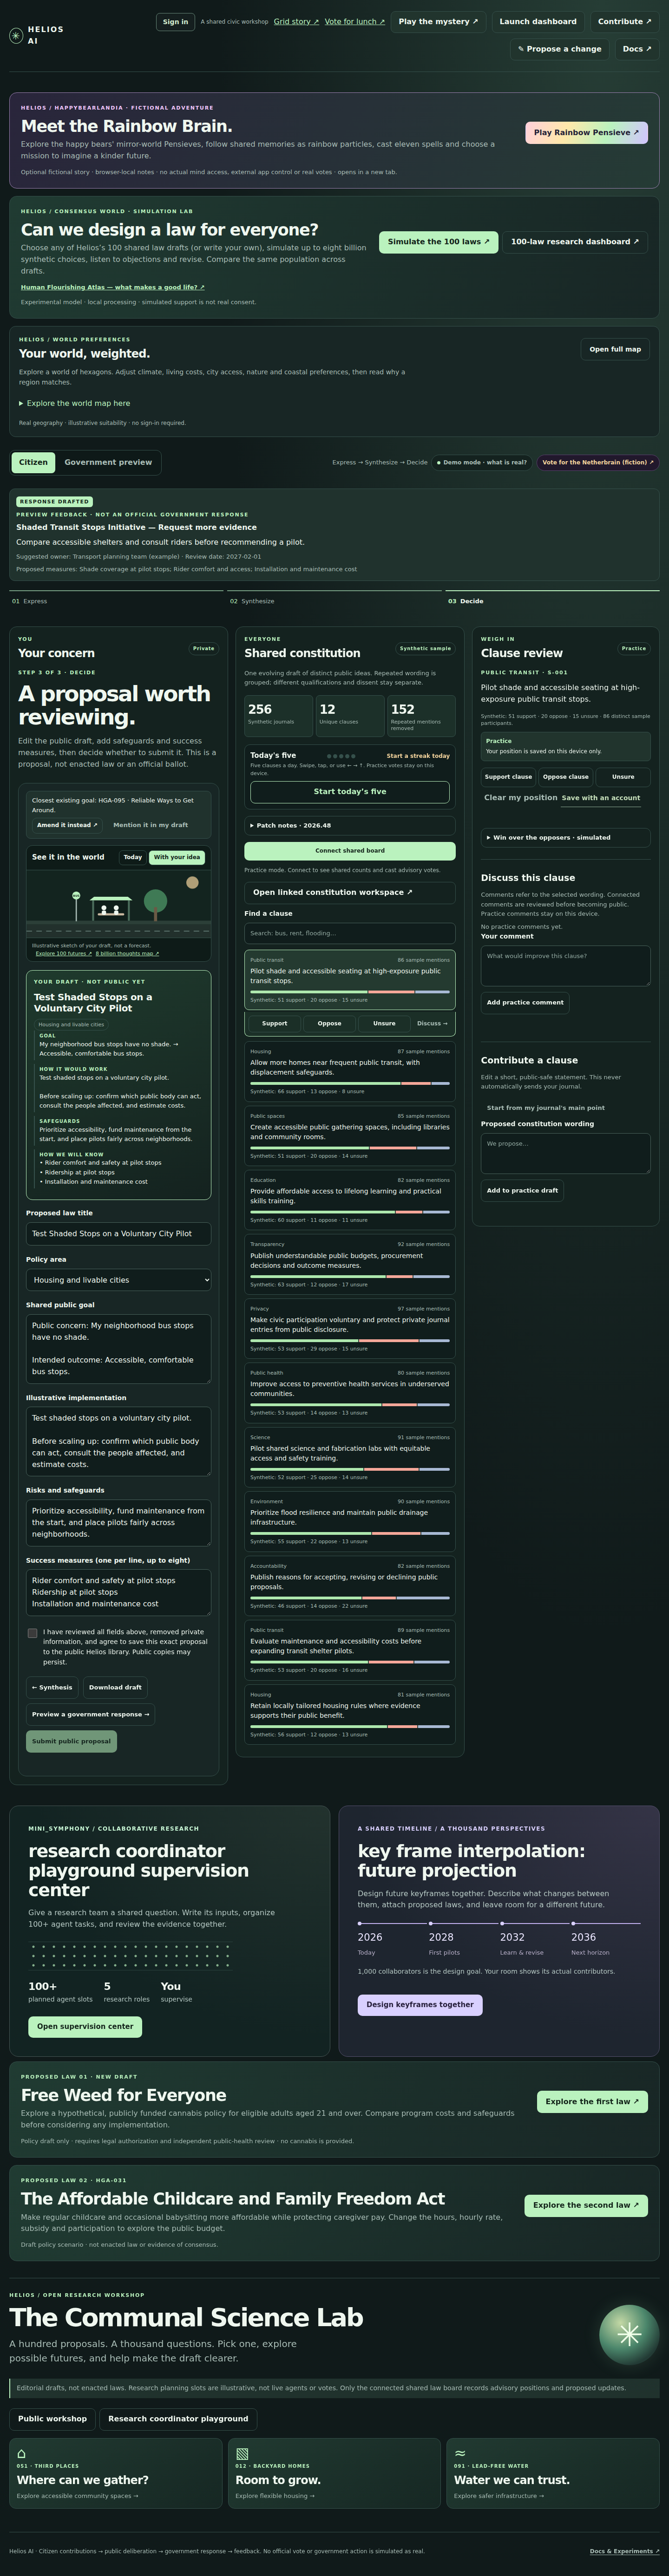 HELIOS
AI
Sign in
A shared civic workshop
Grid story ↗
Vote for lunch ↗
Play the mystery ↗
Launch dashboard
Contribute ↗
✎ Propose a change
Docs ↗
HELIOS / HAPPYBEARLANDIA · FICTIONAL ADVENTURE
Meet the Rainbow Brain.
Explore the happy bears' mirror-world Pensieves, follow shared memories as rainbow particles, cast eleven spells and choose a
mission to imagine a kinder future.
Optional fictional story · browser-local notes · no actual mind access, external app control or real votes · opens in a new tab.
Play Rainbow Pensieve ↗
HELIOS / CONSENSUS WORLD · SIMULATION LAB
Can we design a law for everyone?
Choose any of Helios's 100 shared law drafts (or write your own), simulate up to eight billion
synthetic choices, listen to objections and revise. Compare the same population across
drafts.
Human Flourishing Atlas — what makes a good life? ↗
Experimental model · local processing · simulated support is not real consent.
Simulate the 100 laws ↗
100-law research dashboard ↗
HELIOS / WORLD PREFERENCES
Your world, weighted.
Explore a world of hexagons. Adjust climate, living costs, city access, nature and coastal preferences, then read why a
region matches.
▶ Explore the world map here
Real geography · illustrative suitability · no sign-in required.
Open full map
Citizen
Government preview
Express → Synthesize → Decide
Demo mode · what is real?
Vote for the Netherbrain (fiction) ↗
RESPONSE DRAFTED
PREVIEW FEEDBACK · NOT AN OFFICIAL GOVERNMENT RESPONSE
Shaded Transit Stops Initiative — Request more evidence
Compare accessible shelters and consult riders before recommending a pilot.
Suggested owner: Transport planning team (example) · Review date: 2027-02-01
Proposed measures: Shade coverage at pilot stops; Rider comfort and access; Installation and maintenance cost
01 Express
02 Synthesize
03 Decide
YOU
Your concern
Private
STEP 3 OF 3 · DECIDE
A proposal worth
reviewing.
Edit the public draft, add safeguards and success
measures, then decide whether to submit it. This is a
proposal, not enacted law or an official ballot.
Closest existing goal: HGA-095 · Reliable Ways to Get
Around.
Amend it instead ↗
Mention it in my draft
See it in the world
Today
With your idea
Illustrative sketch of your draft, not a forecast.
Explore 100 futures ↗
8 billion thoughts map ↗
YOUR DRAFT · NOT PUBLIC YET
Test Shaded Stops on a
Voluntary City Pilot
Housing and livable cities
GOAL
My neighborhood bus stops have no shade. →
Accessible, comfortable bus stops.
HOW IT WOULD WORK
Test shaded stops on a voluntary city pilot.
Before scaling up: confirm which public body can act,
consult the people affected, and estimate costs.
SAFEGUARDS
Prioritize accessibility, fund maintenance from the
start, and place pilots fairly across neighborhoods.
HOW WE WILL KNOW
• Rider comfort and safety at pilot stops
• Ridership at pilot stops
• Installation and maintenance cost
Proposed law title
Test Shaded Stops on a Voluntary City Pilot
Policy area
Housing and livable cities
Shared public goal
Public concern: My neighborhood bus stops
have no shade.
Intended outcome: Accessible, comfortable
bus stops.
Illustrative implementation
Test shaded stops on a voluntary city pilot.
Before scaling up: confirm which public body
can act, consult the people affected, and
estimate costs.
Risks and safeguards
Prioritize accessibility, fund maintenance from
the start, and place pilots fairly across
neighborhoods.
Success measures (one per line, up to eight)
Rider comfort and safety at pilot stops
Ridership at pilot stops
Installation and maintenance cost
I have reviewed all fields above, removed private
information, and agree to save this exact proposal
to the public Helios library. Public copies may
persist.
← Synthesis
Download draft
Preview a government response →
Submit public proposal
EVERYONE
Shared constitution
Synthetic sample
One evolving draft of distinct public ideas. Repeated wording is
grouped; different qualifications and dissent stay separate.
256
Synthetic journals
12
Unique clauses
152
Repeated mentions
removed
Today's five
Start a streak today
Five clauses a day. Swipe, tap, or use ← → ↑. Practice votes stay on this
device.
Start today's five
▶ Patch notes · 2026.48
Connect shared board
Practice mode. Connect to see shared counts and cast advisory votes.
Open linked constitution workspace ↗
Find a clause
Search: bus, rent, flooding…
Public transit
86 sample mentions
Pilot shade and accessible seating at high-exposure public
transit stops.
Synthetic: 51 support · 20 oppose · 15 unsure
Support
Oppose
Unsure
Discuss →
Housing
87 sample mentions
Allow more homes near frequent public transit, with
displacement safeguards.
Synthetic: 66 support · 13 oppose · 8 unsure
Public spaces
85 sample mentions
Create accessible public gathering spaces, including libraries
and community rooms.
Synthetic: 51 support · 20 oppose · 14 unsure
Education
82 sample mentions
Provide affordable access to lifelong learning and practical
skills training.
Synthetic: 60 support · 11 oppose · 11 unsure
Transparency
92 sample mentions
Publish understandable public budgets, procurement
decisions and outcome measures.
Synthetic: 63 support · 12 oppose · 17 unsure
Privacy
97 sample mentions
Make civic participation voluntary and protect private journal
entries from public disclosure.
Synthetic: 53 support · 29 oppose · 15 unsure
Public health
80 sample mentions
Improve access to preventive health services in underserved
communities.
Synthetic: 53 support · 14 oppose · 13 unsure
Science
91 sample mentions
Pilot shared science and fabrication labs with equitable
access and safety training.
Synthetic: 52 support · 25 oppose · 14 unsure
Environment
90 sample mentions
Prioritize flood resilience and maintain public drainage
infrastructure.
Synthetic: 55 support · 22 oppose · 13 unsure
Accountability
82 sample mentions
Publish reasons for accepting, revising or declining public
proposals.
Synthetic: 46 support · 14 oppose · 22 unsure
Public transit
89 sample mentions
Evaluate maintenance and accessibility costs before
expanding transit shelter pilots.
Synthetic: 53 support · 20 oppose · 16 unsure
Housing
81 sample mentions
Retain locally tailored housing rules where evidence
supports their public benefit.
Synthetic: 56 support · 12 oppose · 13 unsure
WEIGH IN
Clause review
Practice
PUBLIC TRANSIT · S-001
Pilot shade and accessible seating at high-
exposure public transit stops.
Synthetic: 51 support · 20 oppose · 15 unsure · 86 distinct sample
participants.
Practice
Your position is saved on this device only.
Support clause
Oppose clause
Unsure
Clear my position
Save with an account
▶ Win over the opposers · simulated
Discuss this clause
Comments refer to the selected wording. Connected
comments are reviewed before becoming public.
Practice comments stay on this device.
No practice comments yet.
Your comment
What would improve this clause?
Add practice comment
Contribute a clause
Edit a short, public-safe statement. This never
automatically sends your journal.
Start from my journal's main point
Proposed constitution wording
We propose…
Add to practice draft
MINI_SYMPHONY / COLLABORATIVE RESEARCH
research coordinator
playground supervision
center
Give a research team a shared question. Write its inputs, organize
100+ agent tasks, and review the evidence together.
100+
planned agent slots
5
research roles
You
supervise
Open supervision center
A SHARED TIMELINE / A THOUSAND PERSPECTIVES
key frame interpolation:
future projection
Design future keyframes together. Describe what changes between
them, attach proposed laws, and leave room for a different future.
2026
Today
2028
First pilots
2032
Learn & revise
2036
Next horizon
1,000 collaborators is the design goal. Your room shows its actual contributors.
Design keyframes together
PROPOSED LAW 01 · NEW DRAFT
Free Weed for Everyone
Explore a hypothetical, publicly funded cannabis policy for eligible adults aged 21 and over. Compare program costs and safeguards
before considering any implementation.
Policy draft only · requires legal authorization and independent public-health review · no cannabis is provided.
Explore the first law ↗
PROPOSED LAW 02 · HGA-031
The Affordable Childcare and Family Freedom Act
Make regular childcare and occasional babysitting more affordable while protecting caregiver pay. Change the hours, hourly rate,
subsidy and participation to explore the public budget.
Draft policy scenario · not enacted law or evidence of consensus.
Explore the second law ↗
HELIOS / OPEN RESEARCH WORKSHOP
The Communal Science Lab
A hundred proposals. A thousand questions. Pick one, explore
possible futures, and help make the draft clearer.
Editorial drafts, not enacted laws. Research planning slots are illustrative, not live agents or votes. Only the connected shared law board records advisory positions and proposed updates.
Public workshop
Research coordinator playground
051 · THIRD PLACES
Where can we gather?
Explore accessible community spaces →
012 · BACKYARD HOMES
Room to grow.
Explore flexible housing →
091 · LEAD-FREE WATER
Water we can trust.
Explore safer infrastructure →
Helios AI · Citizen contributions → public deliberation → government response → feedback. No official vote or government action is simulated as real.
Docs & Experiments ↗